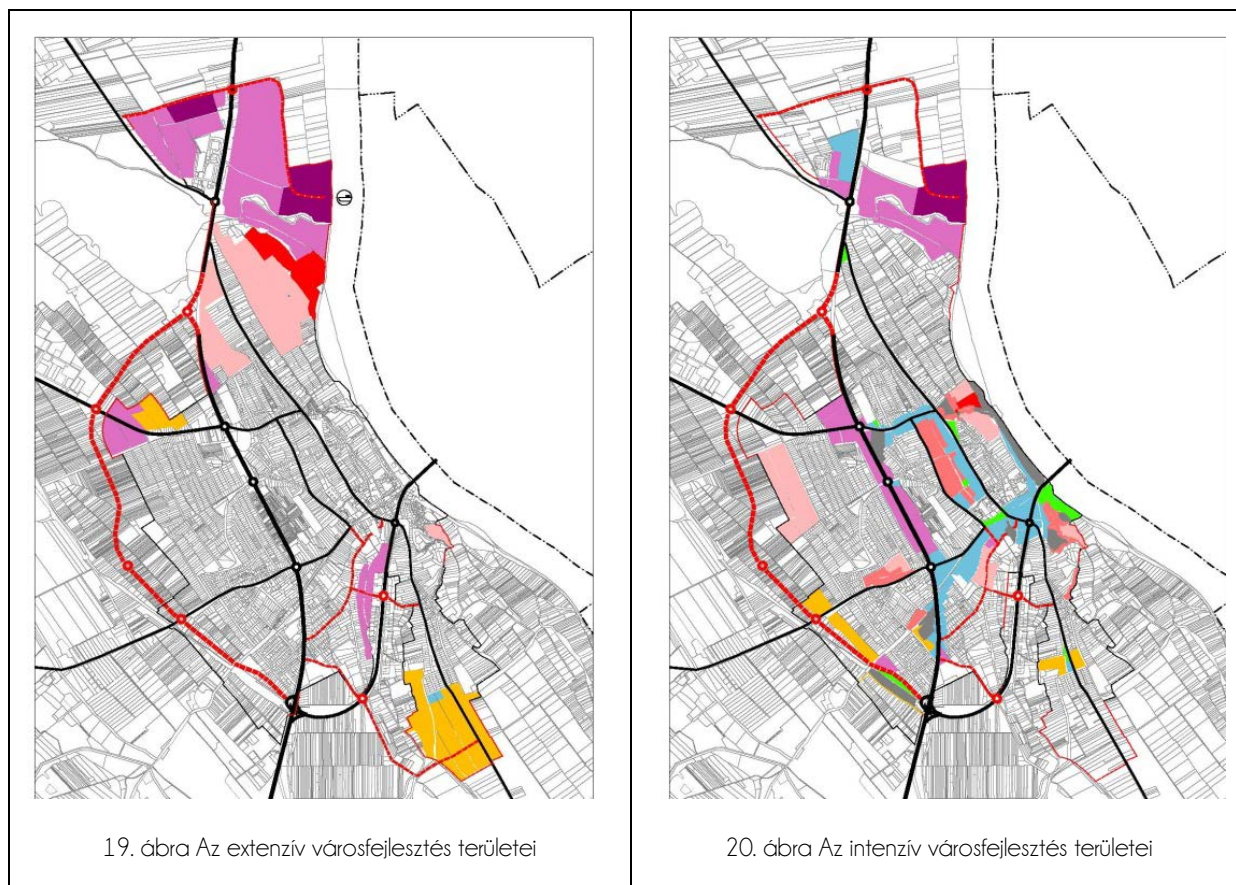 19. ábra Az extenzív városfejlesztés területei
20. ábra Az intenzív városfejlesztés területei